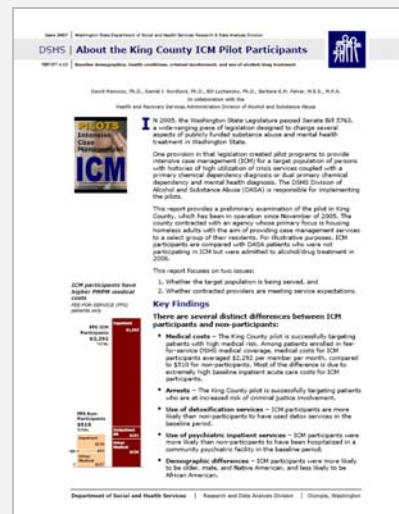 June 2007 | Washington State Department of Social and Health Services Research & Data Analysis Division
DSHS | About the King County ICM Pilot Participants
Baseline demographics, health conditions, criminal involvement, and use of alcohol/drug treatment
David Mancuso, Ph.D., Daniel J. Nordlund, Ph.D., Bill Luchansky, Ph.D., Barbara E.M. Felver, M.E.S., M.P.A.
In collaboration with the
Health and Recovery Services Administration Division of Alcohol and Substance Abuse
PILOTS
Intensive
Case
Management
ICM
IN 2005, the Washington State Legislature passed Senate Bill 5763,
a wide-ranging piece of legislation designed to change several
aspects of publicly funded substance abuse and mental health
treatment in Washington State.
One provision in that legislation created pilot programs to provide
intensive case management (ICM) for a target population of persons
with histories of high utilization of crisis services coupled with a
primary chemical dependency diagnosis or dual primary chemical
dependency and mental health diagnosis. The DSHS Division of
Alcohol and Substance Abuse (DASA) is responsible for implementing
the pilots.
This report provides a preliminary examination of the pilot in King
County, which has been in operation since November of 2005. The
county contracted with an agency whose primary focus is housing
homeless adults with the aim of providing case management services
to a select group of their residents. For illustrative purposes, ICM
participants are compared with DASA patients who were not
participating in ICM but were admitted to alcohol/drug treatment in
2006.
This report focuses on two issues:
1. Whether the target population is being served, and
2. Whether contracted providers are meeting service expectations.
ICM participants have
higher PMPM medical
costs
FEE-FOR-SERVICE (FFS)
patients only
FFS ICM
Participants
$2,292
TOTAL
Inpatient
FFS Non-
Participants
$510
TOTAL
Inpatient
Other
Medical
Outpatient
ER
Other
Medical
Key Findings
There are several distinct differences between ICM
participants and non-participants:
• Medical costs – The King County pilot is successfully targeting
patients with high medical risk. Among patients enrolled in fee-
for-service DSHS medical coverage, medical costs for ICM
participants averaged $2,292 per member per month, compared
to $510 for non-participants. Most of the difference is due to
extremely high baseline inpatient acute care costs for ICM
participants.
• Arrests – The King County pilot is successfully targeting patients
who are at increased risk of criminal justice involvement.
• Use of detoxification services – ICM participants are more
likely than non-participants to have used detox services in the
baseline period.
• Use of psychiatric inpatient services – ICM participants were
more likely than non-participants to have been hospitalized in a
community psychiatric facility in the baseline period.
• Demographic differences – ICM participants were more likely
to be older, male, and Native American, and less likely to be
African American.
Department of Social and Health Services | Research and Data Analysis Division | Olympia, Washington